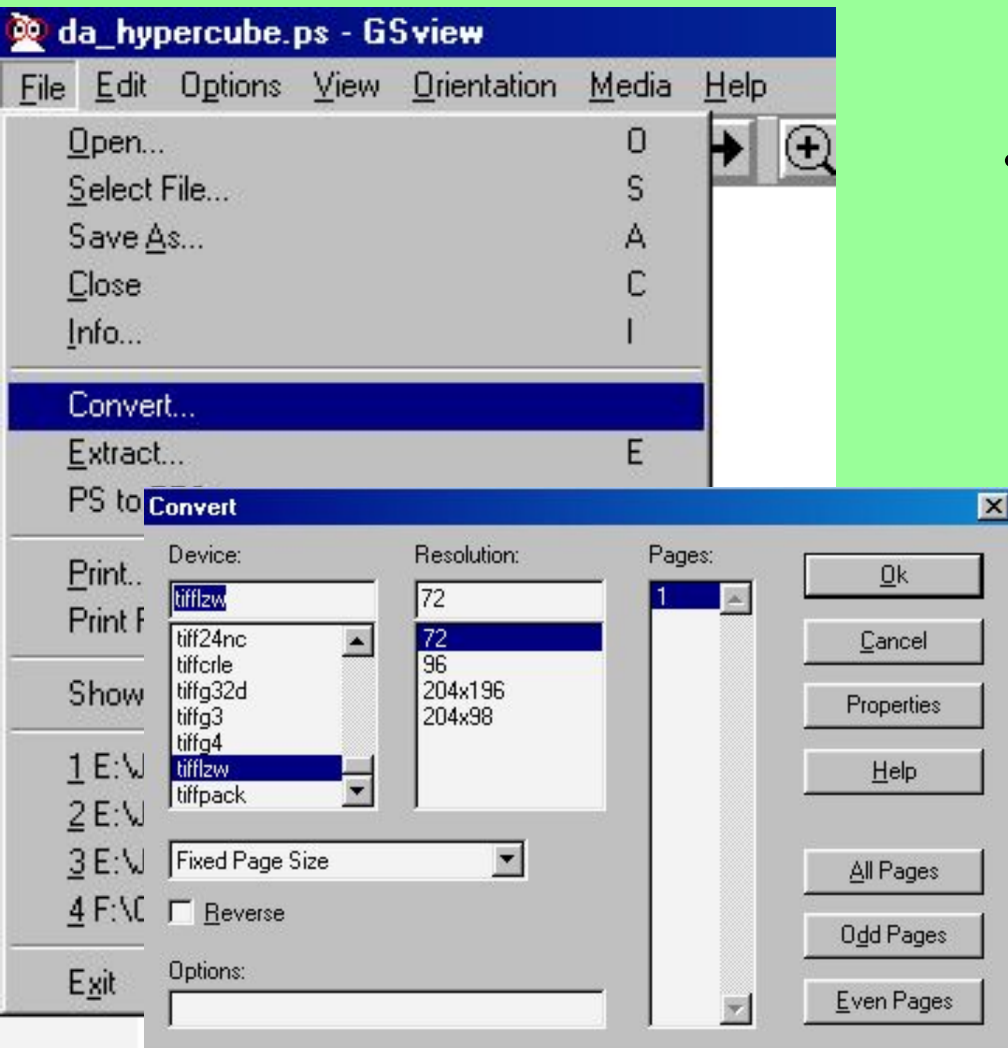 da_hypercube.ps - GSview
File Edit Options View Orientation Media Help
Open... O
Select File... S
Save As... A
Close C
Info... I
Convert...
Extract... E
PS to
Print..
Print
Show
1 E:\
2 E:\
3 E:\
4 F:\
Exit
Convert
Device: Resolution: Pages:
tifflzw 72 1
tiff24nc 72
tiffcrle 96
tiffg32d 204x196
tiffg3 204x98
tiffg4
tifflzw
tiffpack
Fixed Page Size
Reverse
Options:
Ok
Cancel
Properties
Help
All Pages
Odd Pages
Even Pages